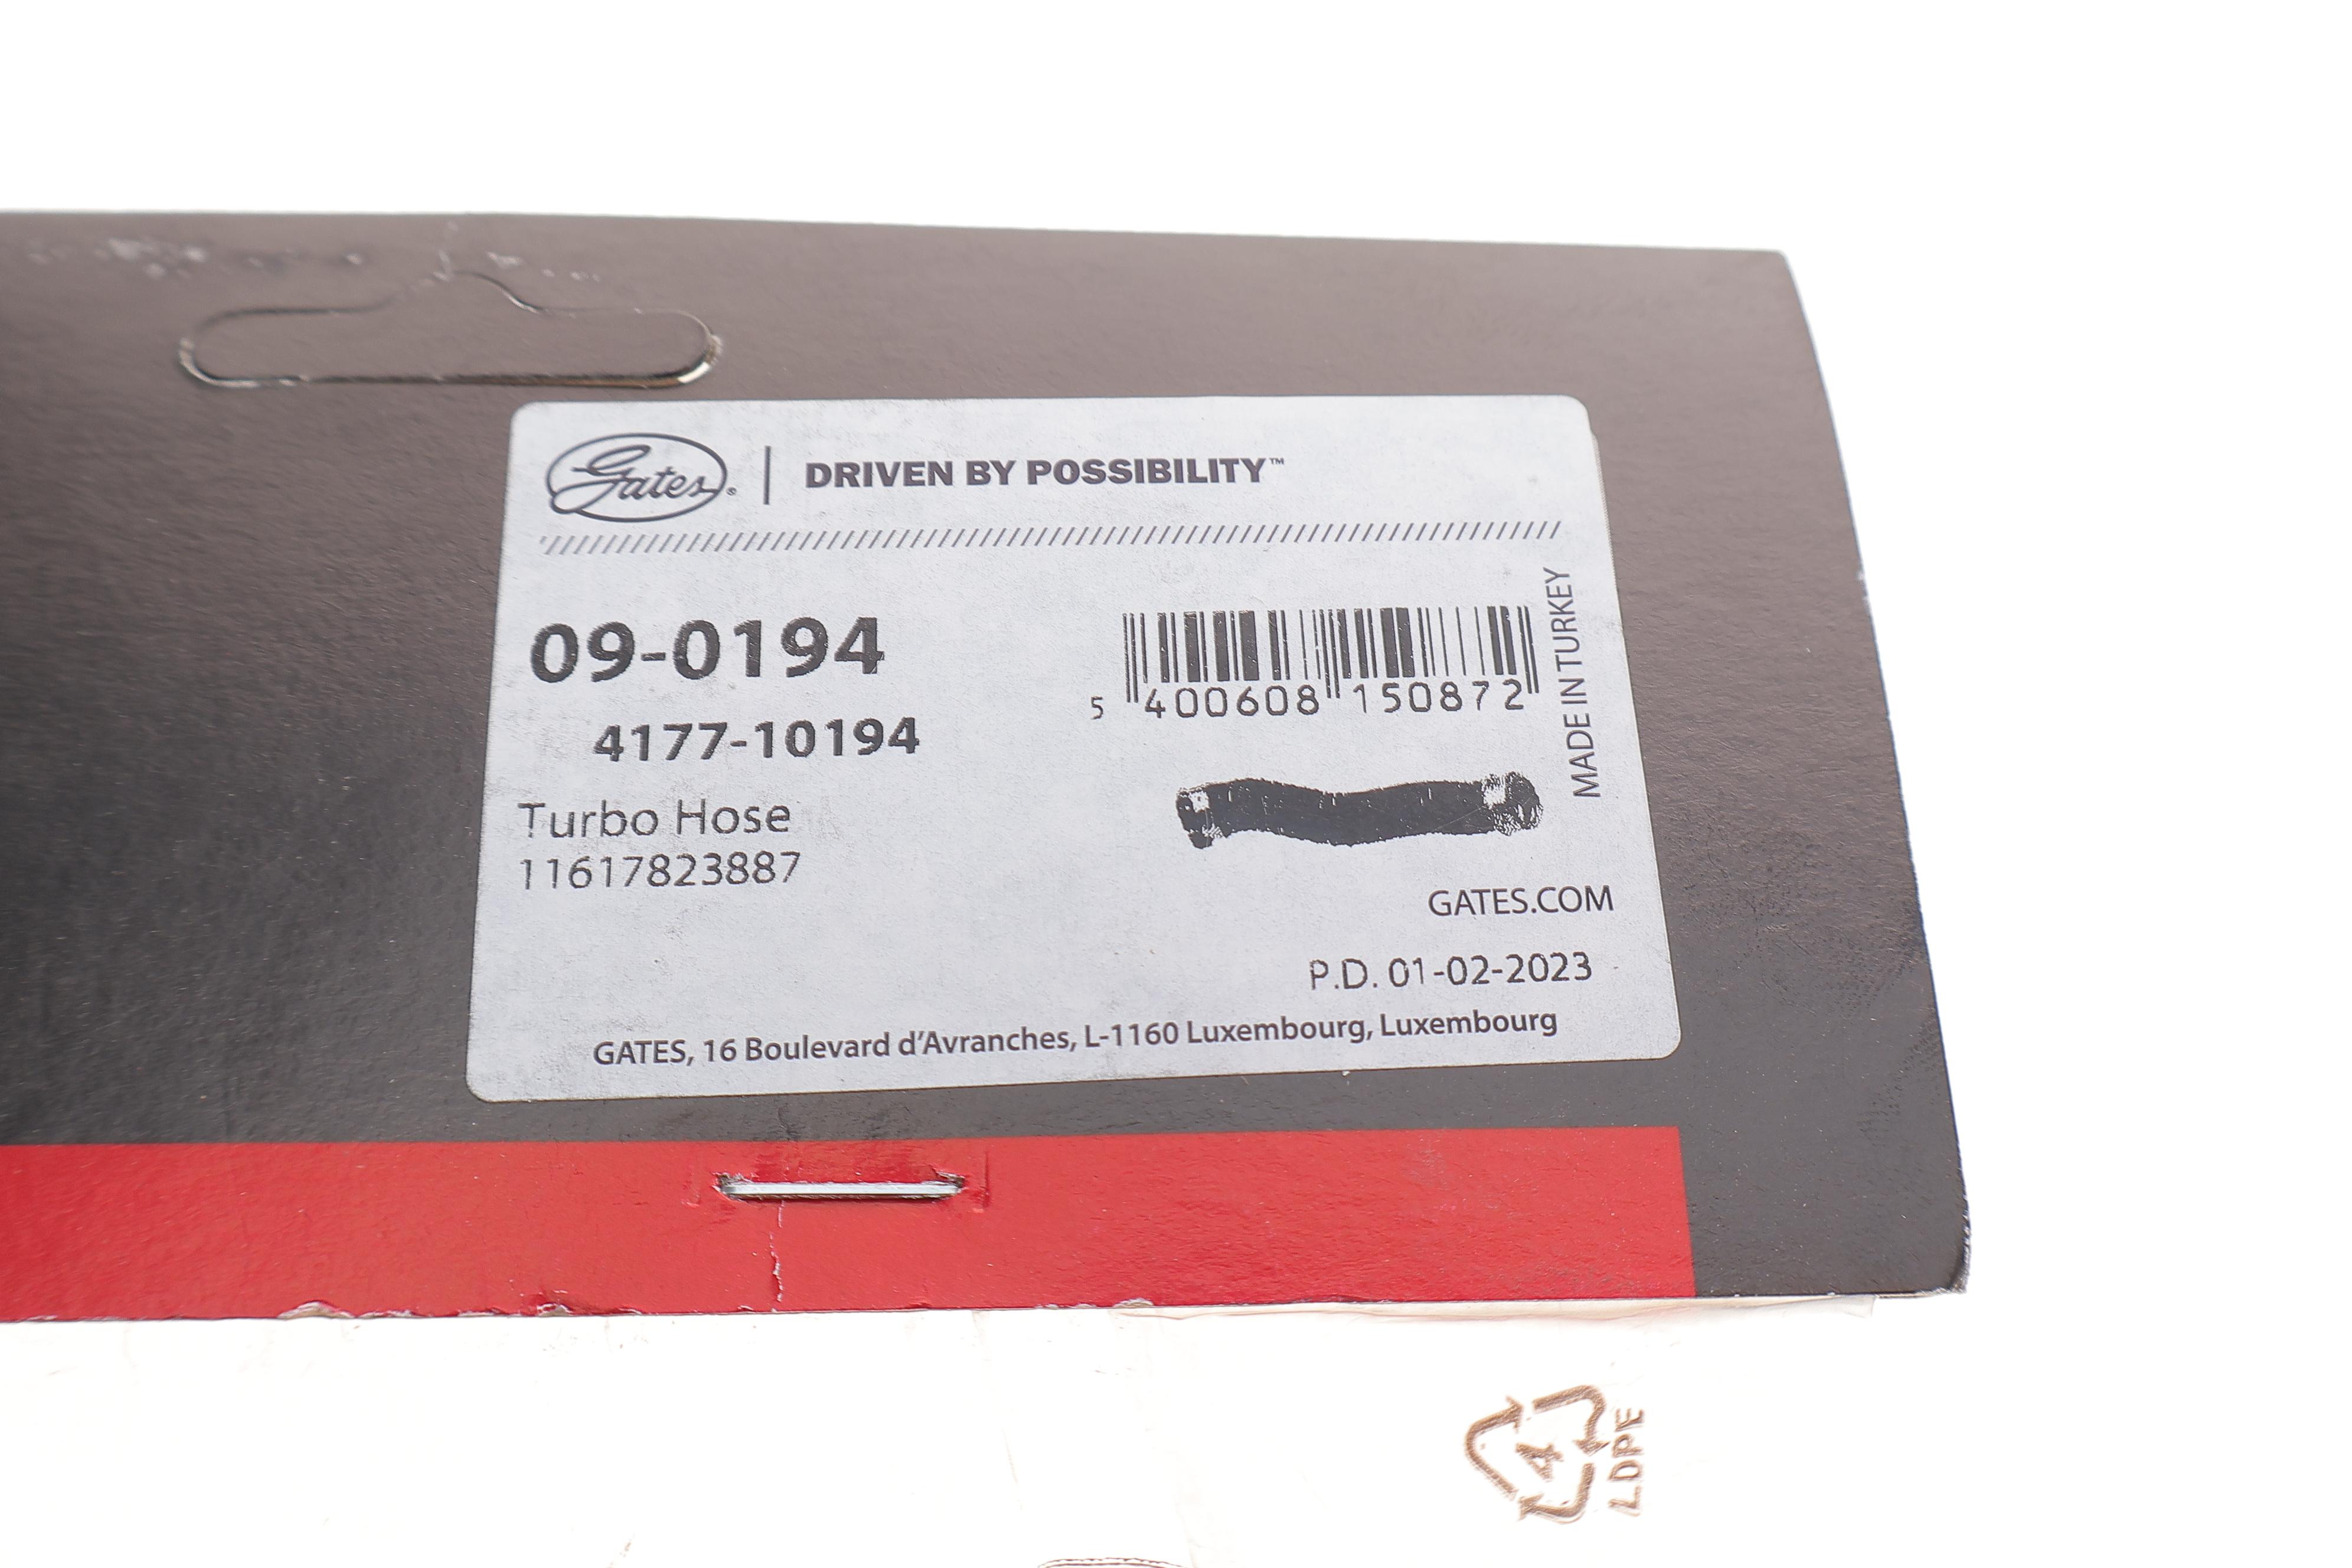 Gates® | DRIVEN BY POSSIBILITY™
09-0194
4177-10194
Turbo Hose
11617823887
5 400608 150872
MADE IN TURKEY
GATES.COM
P.D. 01-02-2023
GATES, 16 Boulevard d'Avranches, L-1160 Luxembourg, Luxembourg
4
LDPE